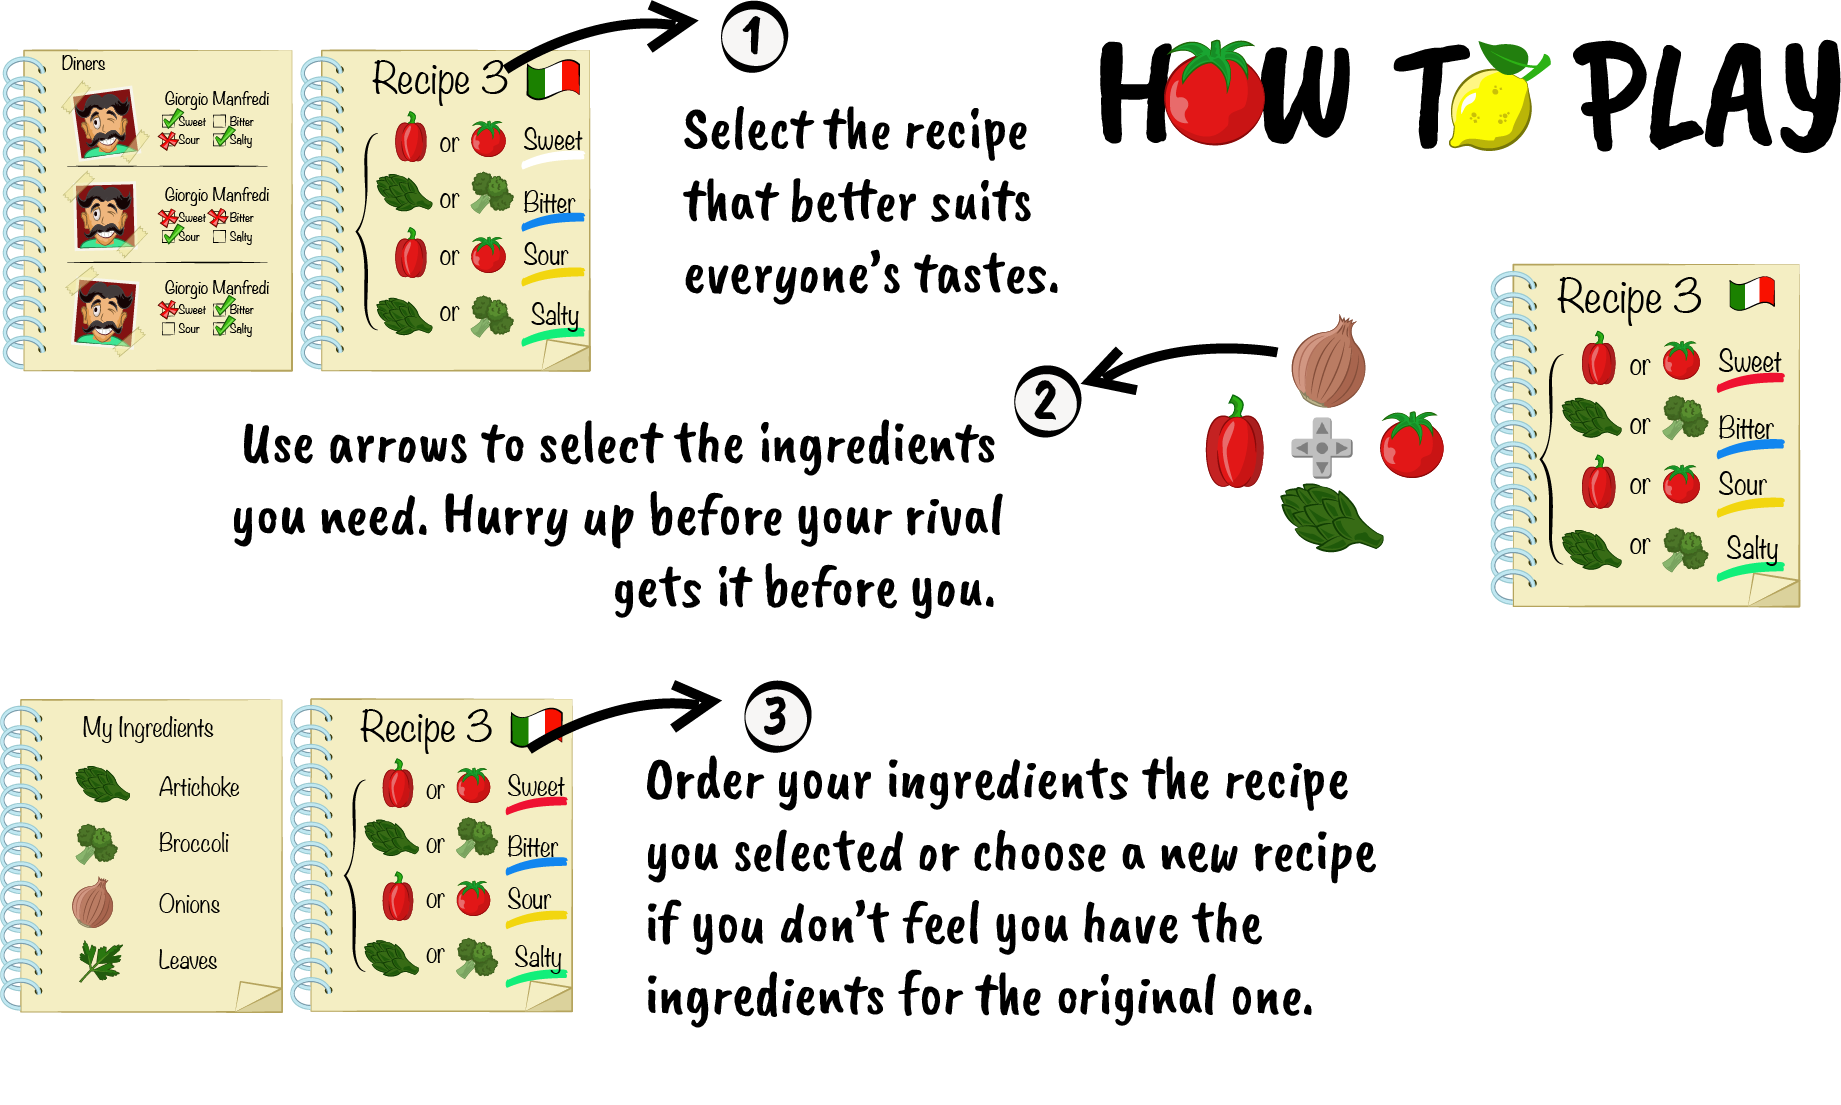 HOW TO PLAY
Diners
Giorgio Manfredi
Sweet Bitter
Sour Salty
Giorgio Manfredi
Sweet Bitter
Sour Salty
Giorgio Manfredi
Sweet Bitter
Sour Salty
Recipe 3
or Sweet
or Bitter
or Sour
or Salty
1
Select the recipe
that better suits
everyone's tastes.
2
Use arrows to select the ingredients
you need. Hurry up before your rival
gets it before you.
Recipe 3
or Sweet
or Bitter
or Sour
or Salty
My Ingredients
Artichoke
Broccoli
Onions
Leaves
Recipe 3
or Sweet
or Bitter
or Sour
or Salty
3
Order your ingredients the recipe
you selected or choose a new recipe
if you don't feel you have the
ingredients for the original one.